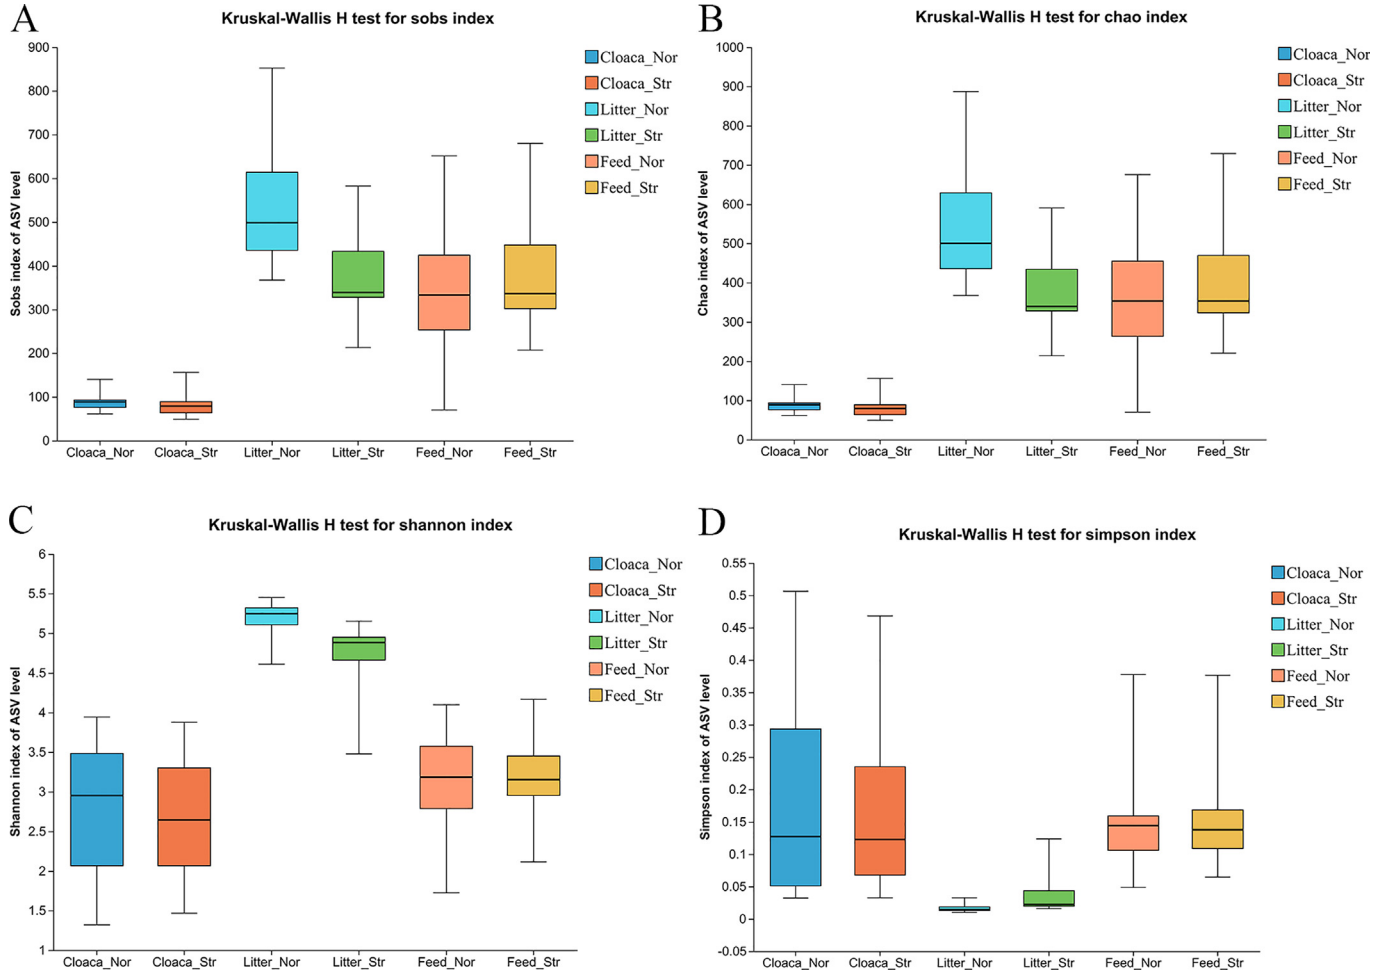 A
Kruskal-Wallis H test for sobs index
Sobs index of ASV level
900
800
700
600
500
400
300
200
100
0
Cloaca_Nor Cloaca_Str Litter_Nor Litter_Str Feed_Nor Feed_Str
Cloaca_Nor
Cloaca_Str
Litter_Nor
Litter_Str
Feed_Nor
Feed_Str
B
Kruskal-Wallis H test for chao index
Chao index of ASV level
1000
900
800
700
600
500
400
300
200
100
0
Cloaca_Nor Cloaca_Str Litter_Nor Litter_Str Feed_Nor Feed_Str
Cloaca_Nor
Cloaca_Str
Litter_Nor
Litter_Str
Feed_Nor
Feed_Str
C
Kruskal-Wallis H test for shannon index
Shannon index of ASV level
6
5.5
5
4.5
4
3.5
3
2.5
2
1.5
1
Cloaca_Nor Cloaca_Str Litter_Nor Litter_Str Feed_Nor Feed_Str
Cloaca_Nor
Cloaca_Str
Litter_Nor
Litter_Str
Feed_Nor
Feed_Str
D
Kruskal-Wallis H test for simpson index
Simpson index of ASV level
0.55
0.5
0.45
0.4
0.35
0.3
0.25
0.2
0.15
0.1
0.05
0
-0.05
Cloaca_Nor Cloaca_Str Litter_Nor Litter_Str Feed_Nor Feed_Str
Cloaca_Nor
Cloaca_Str
Litter_Nor
Litter_Str
Feed_Nor
Feed_Str